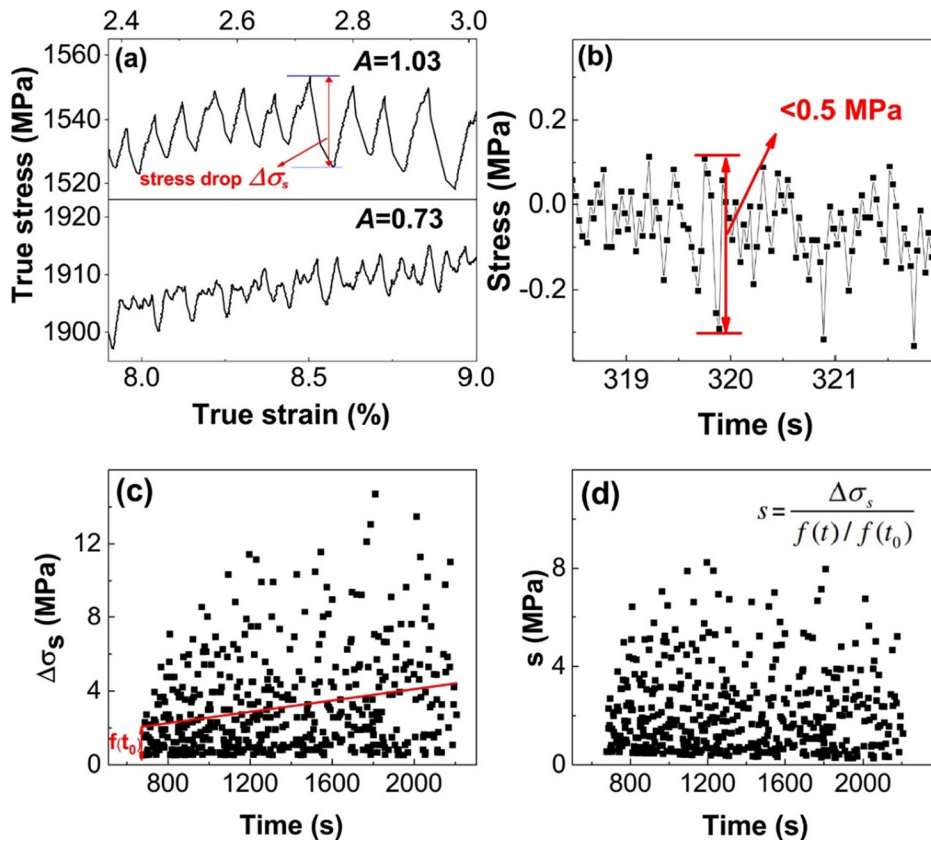 2.4 2.6 2.8 3.0
(a)
A=1.03
1560
1540
1520
stress drop Δσs
True stress (MPa)
A=0.73
1920
1910
1900
8.0 8.5 9.0
True strain (%)
(b)
<0.5 MPa
0.2
0.0
-0.2
Stress (MPa)
319 320 321
Time (s)
(c)
12
8
4
0
ΔσS (MPa)
f(t0)
800 1200 1600 2000
Time (s)
(d)
s = Δσs / f(t) / f(t0)
8
4
0
s (MPa)
800 1200 1600 2000
Time (s)